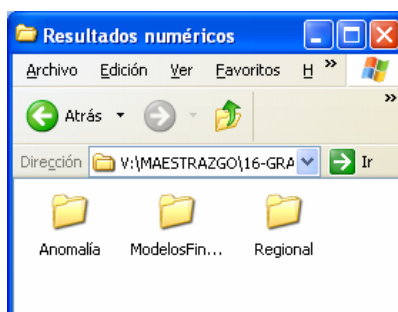 Resultados numéricos
Archivo Edición Ver Favoritos H »
Atrás »
Dirección V:\MAESTRAZGO\16-GRA Ir
Anomalía ModelosFin... Regional